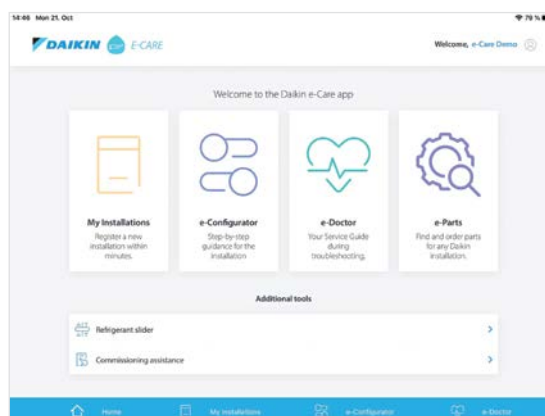 14:46 Mon 21. Oct
79 %
DAIKIN E-CARE
Welcome, e-Care Demo
Welcome to the Daikin e-Care app
My Installations
Register a new
installation within
minutes.
e-Configurator
Step-by-step
guidance for the
installation
e-Doctor
Your Service Guide
during
troubleshooting.
e-Parts
Find and order parts
for any Daikin
installation.
Additional tools
Refrigerant slider
Commissioning assistance
Home
My Installations
e-Configurator
e-Doctor